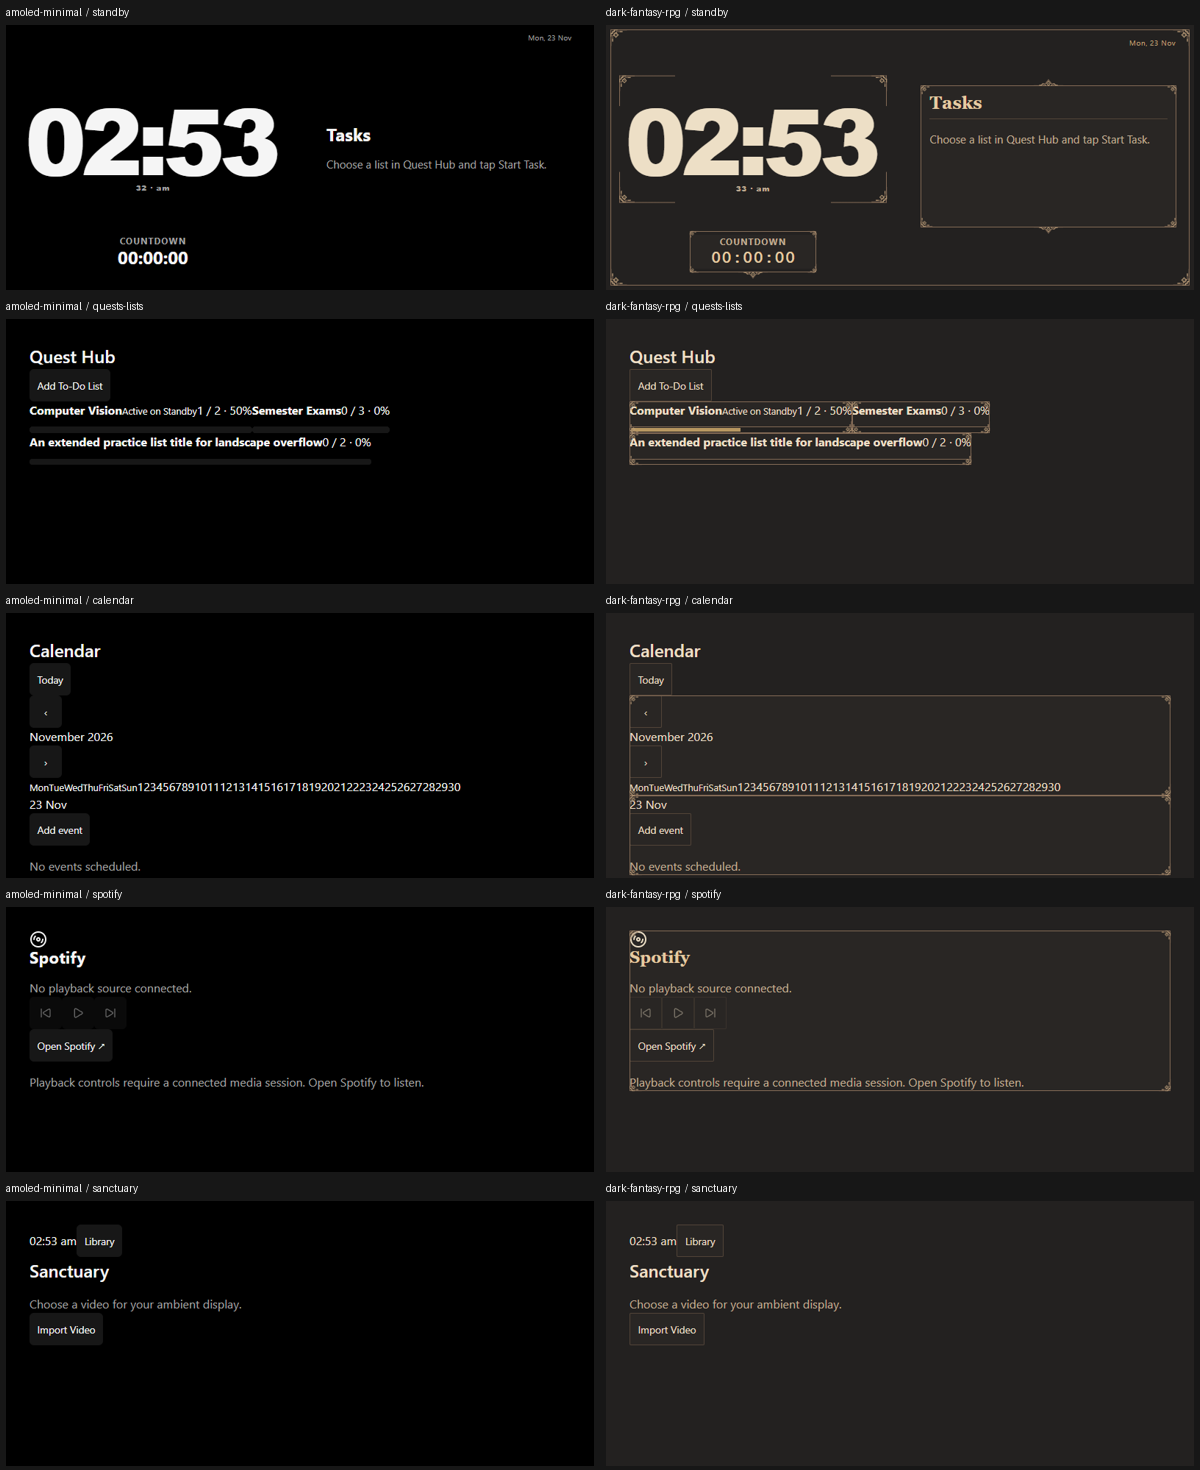 amoled-minimal / standby
Mon, 23 Nov
02:53
32 · am
Tasks
Choose a list in Quest Hub and tap Start Task.
COUNTDOWN
00:00:00
dark-fantasy-rpg / standby
Mon, 23 Nov
02:53
33 · am
Tasks
Choose a list in Quest Hub and tap Start Task.
COUNTDOWN
00:00:00
amoled-minimal / quests-lists
Quest Hub
Add To-Do List
Computer VisionActive on Standby1 / 2 · 50%Semester Exams0 / 3 · 0%
An extended practice list title for landscape overflow0 / 2 · 0%
dark-fantasy-rpg / quests-lists
Quest Hub
Add To-Do List
Computer VisionActive on Standby1 / 2 · 50%Semester Exams0 / 3 · 0%
An extended practice list title for landscape overflow0 / 2 · 0%
amoled-minimal / calendar
Calendar
Today
‹
November 2026
›
MonTueWedThuFriSatSun123456789101112131415161718192021222324252627282930
23 Nov
Add event
No events scheduled.
dark-fantasy-rpg / calendar
Calendar
Today
‹
November 2026
›
MonTueWedThuFriSatSun123456789101112131415161718192021222324252627282930
23 Nov
Add event
No events scheduled.
amoled-minimal / spotify
Spotify
No playback source connected.
Open Spotify ↗
Playback controls require a connected media session. Open Spotify to listen.
dark-fantasy-rpg / spotify
Spotify
No playback source connected.
Open Spotify ↗
Playback controls require a connected media session. Open Spotify to listen.
amoled-minimal / sanctuary
02:53 am Library
Sanctuary
Choose a video for your ambient display.
Import Video
dark-fantasy-rpg / sanctuary
02:53 am Library
Sanctuary
Choose a video for your ambient display.
Import Video